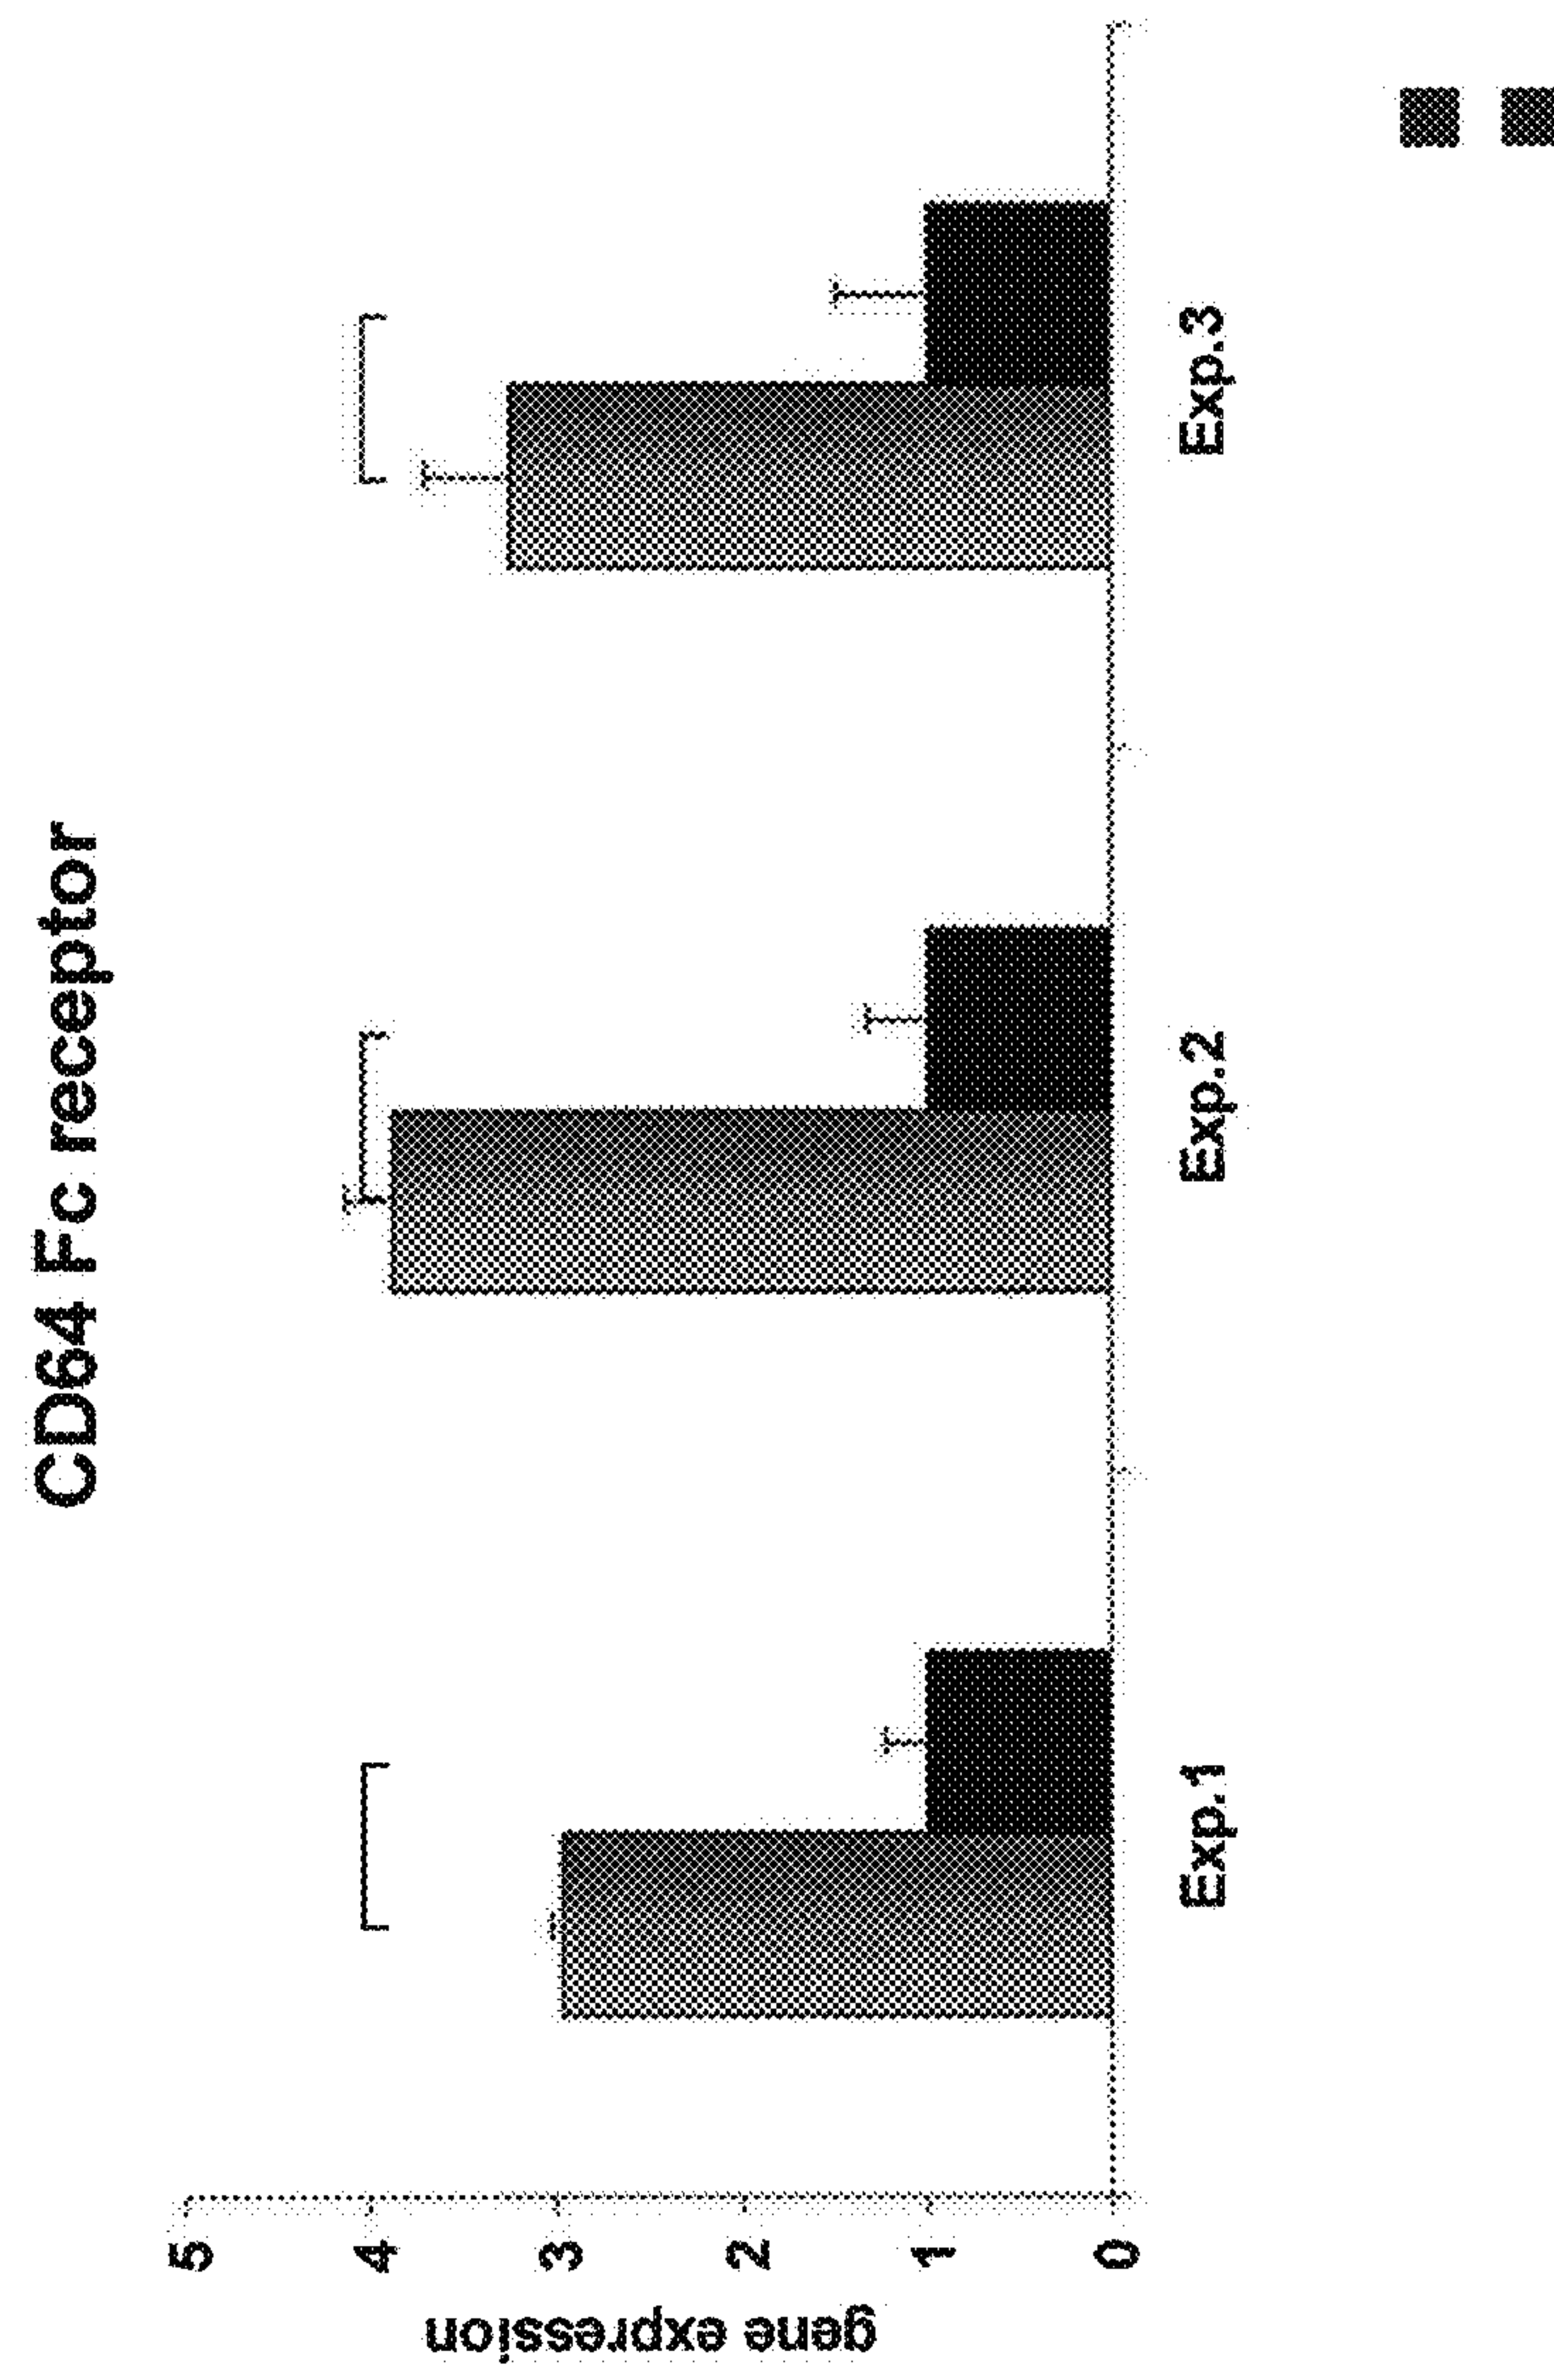 CD64 Fc receptor
gene expression
5
4
3
2
1
0
Exp.1
Exp.2
Exp.3